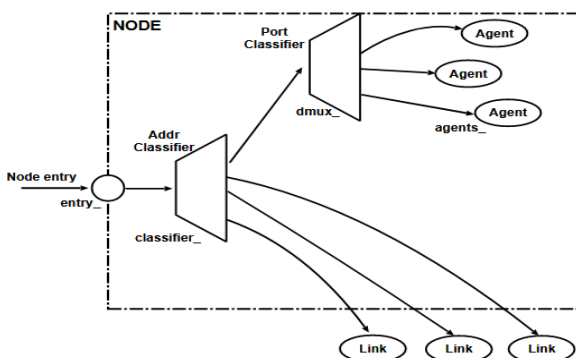 NODE
Port
Classifier
Agent
Agent
Agent
dmux_
agents_
Addr
Classifier
Node entry
entry_
classifier_
Link
Link
Link